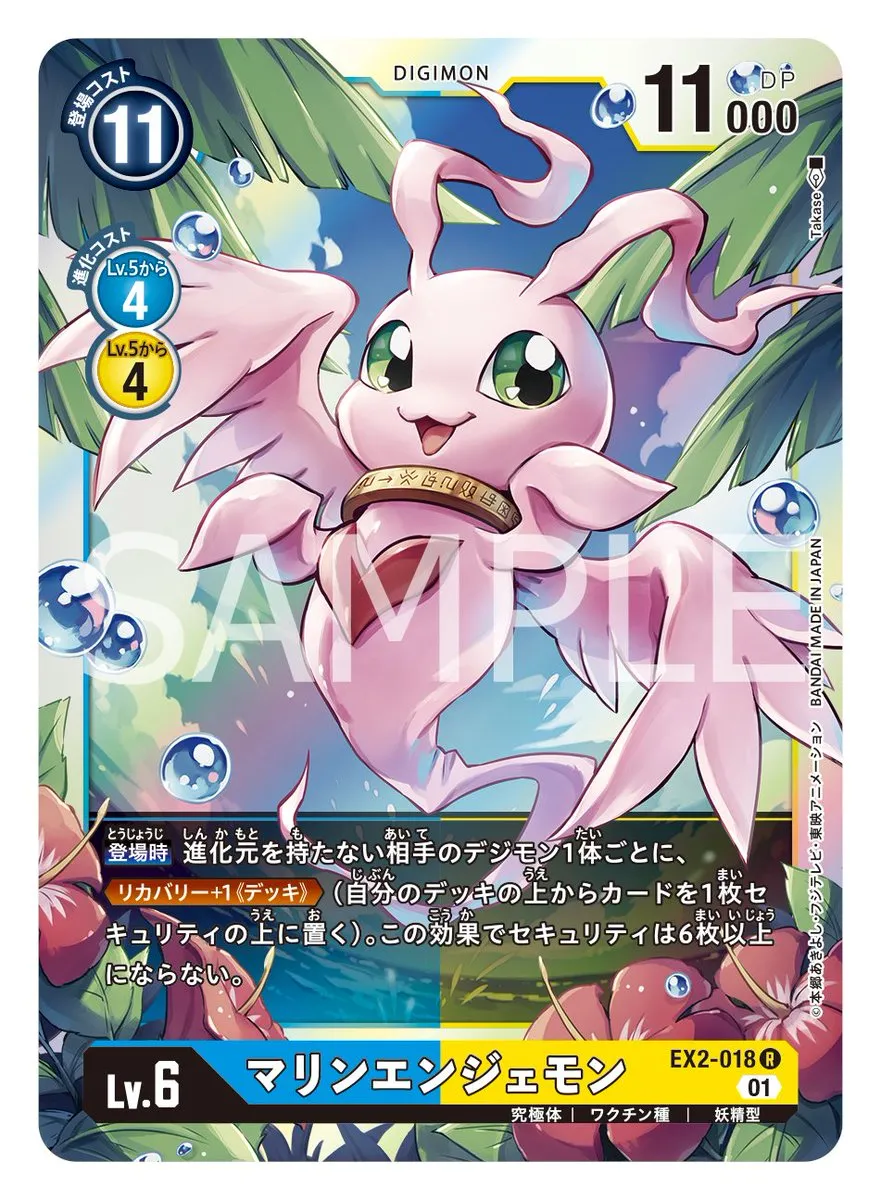 DIGIMON
登場コスト
11
11000
DP
進化コスト
Lv.5から
4
Lv.5から
4
Takase
SAMPLE
BANDAI MADE IN JAPAN
©本郷あきよし・フジテレビ・東映アニメーション
登場時 進化元を持たない相手のデジモン1体ごとに、
リカバリー+1《デッキ》(自分のデッキの上からカードを1枚セ
キュリティの上に置く)。この効果でセキュリティは6枚以上
にならない。
Lv.6
マリンエンジェモン
EX2-018 R
01
究極体 | ワクチン種 | 妖精型